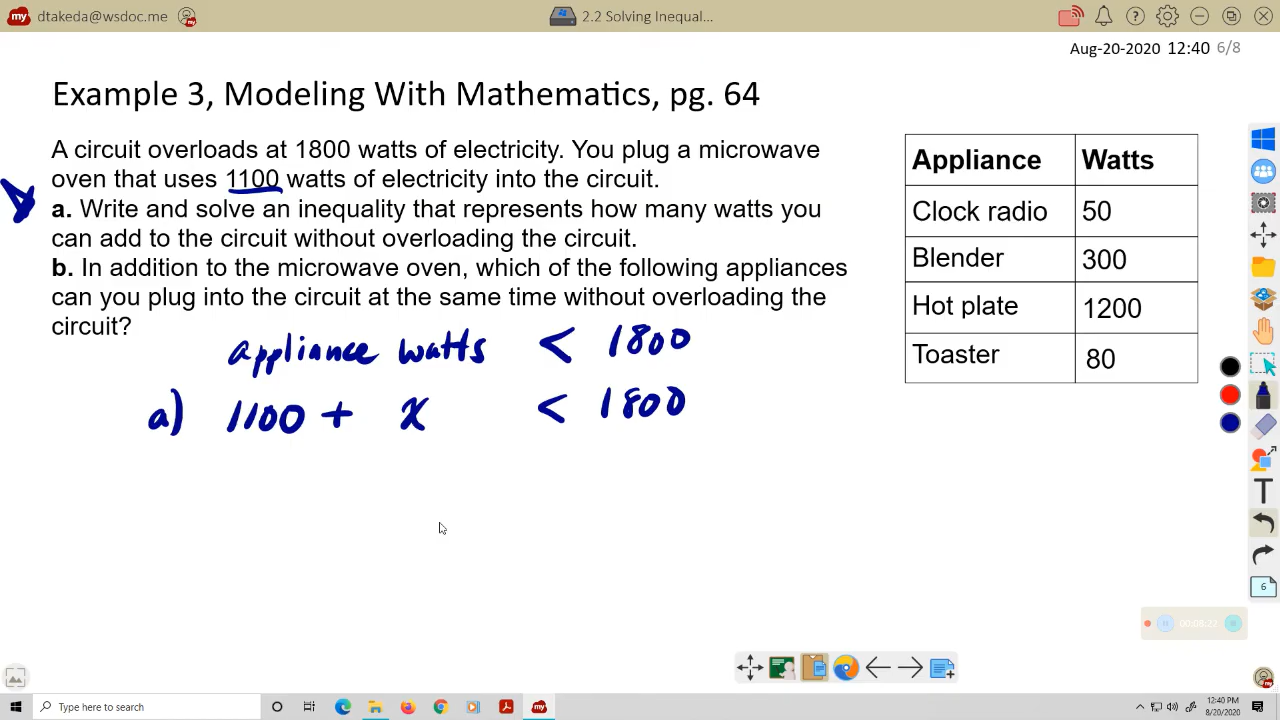 dtakeda@wsdoc.me
2.2 Solving Inequal...
Aug-20-2020 12:40 6/8
Example 3, Modeling With Mathematics, pg. 64
A circuit overloads at 1800 watts of electricity. You plug a microwave
oven that uses 1100 watts of electricity into the circuit.
a. Write and solve an inequality that represents how many watts you
can add to the circuit without overloading the circuit.
b. In addition to the microwave oven, which of the following appliances
can you plug into the circuit at the same time without overloading the
circuit?
Appliance Watts
Clock radio 50
Blender 300
Hot plate 1200
Toaster 80
appliance watts < 1800
a) 1100 + x < 1800
T
6
00:08:27
Type here to search
12:40 PM
8/20/2020